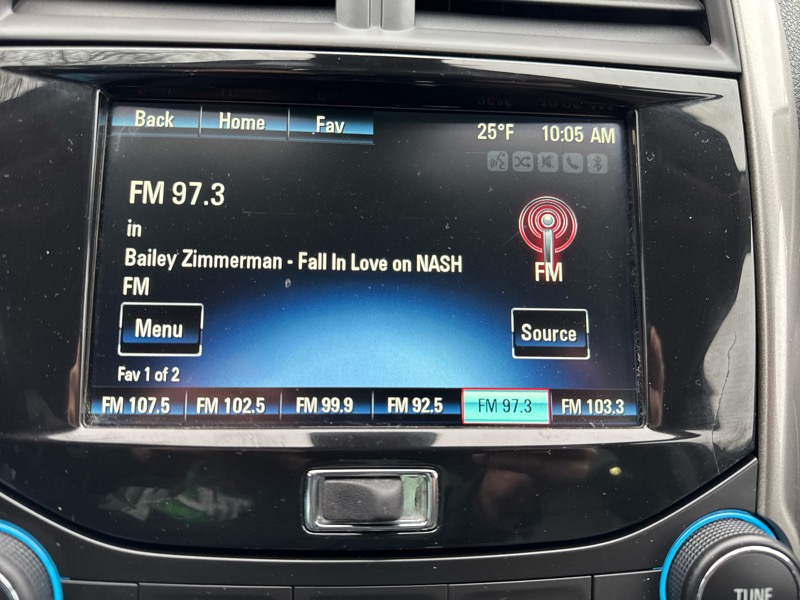 Back Home Fav
25°F 10:05 AM
FM 97.3
in
Bailey Zimmerman - Fall In Love on NASH
FM
FM
Menu
Source
Fav 1 of 2
FM 107.5 FM 102.5 FM 99.9 FM 92.5 FM 97.3 FM 103.3
TUNE